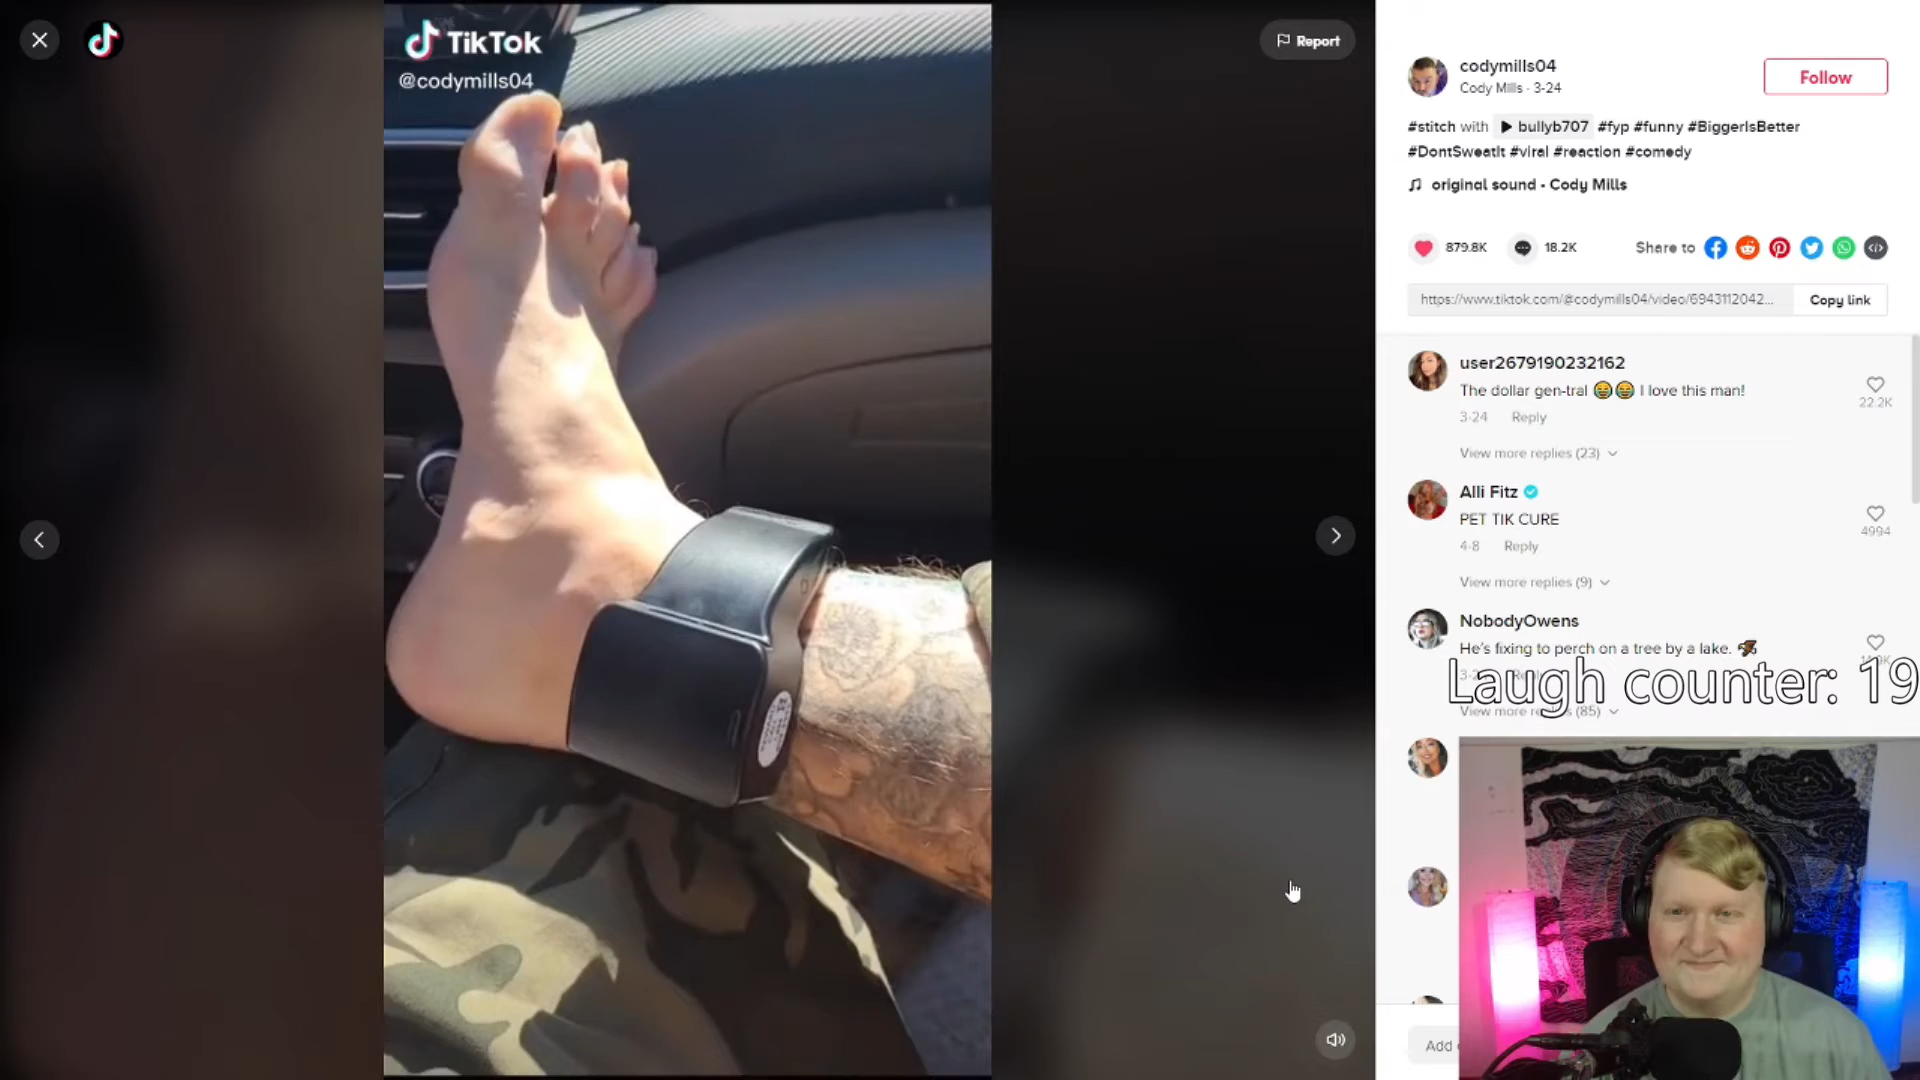 TikTok
@codymills04
Report
codymills04
Cody Mills · 3-24
Follow
#stitch with bullyb707 #fyp #funny #BiggerIsBetter
#DontSweatIt #viral #reaction #comedy
original sound - Cody Mills
879.8K
18.2K
Share to
https://www.tiktok.com/@codymills04/video/6943112042...
Copy link
user2679190232162
The dollar gen-tral 😂😂 I love this man!
22.2K
3-24 Reply
View more replies (23)
Alli Fitz
PET TIK CURE
4994
4-8 Reply
View more replies (9)
NobodyOwens
He's fixing to perch on a tree by a lake.
Laugh counter: 19
View more replies (85)
Add